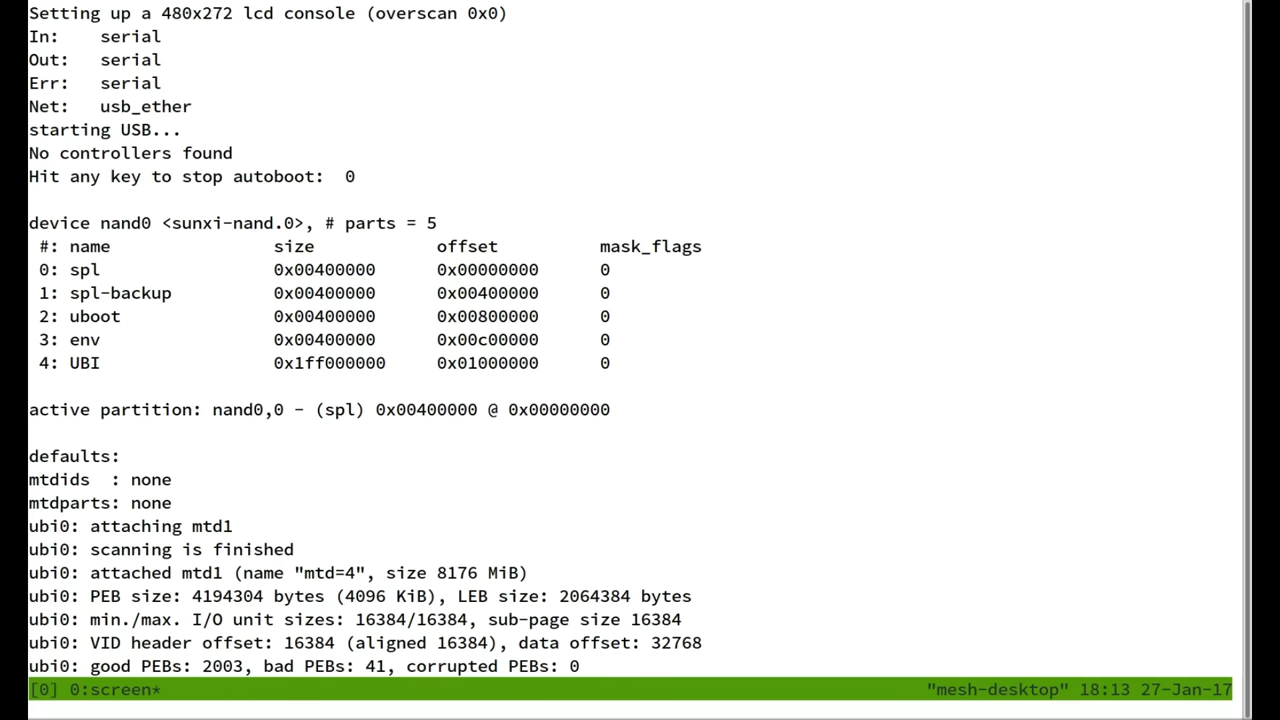 Setting up a 480x272 lcd console (overscan 0x0)
In:    serial
Out:   serial
Err:   serial
Net:   usb_ether
starting USB...
No controllers found
Hit any key to stop autoboot:  0
device nand0 <sunxi-nand.0>, # parts = 5
 #: name                size            offset          mask_flags
 0: spl                 0x00400000      0x00000000      0
 1: spl-backup          0x00400000      0x00400000      0
 2: uboot               0x00400000      0x00800000      0
 3: env                 0x00400000      0x00c00000      0
 4: UBI                 0x1ff000000     0x01000000      0
active partition: nand0,0 - (spl) 0x00400000 @ 0x00000000
defaults:
mtdids  : none
mtdparts: none
ubi0: attaching mtd1
ubi0: scanning is finished
ubi0: attached mtd1 (name "mtd=4", size 8176 MiB)
ubi0: PEB size: 4194304 bytes (4096 KiB), LEB size: 2064384 bytes
ubi0: min./max. I/O unit sizes: 16384/16384, sub-page size 16384
ubi0: VID header offset: 16384 (aligned 16384), data offset: 32768
ubi0: good PEBs: 2003, bad PEBs: 41, corrupted PEBs: 0
[0] 0:screen* "mesh-desktop" 18:13 27-Jan-17